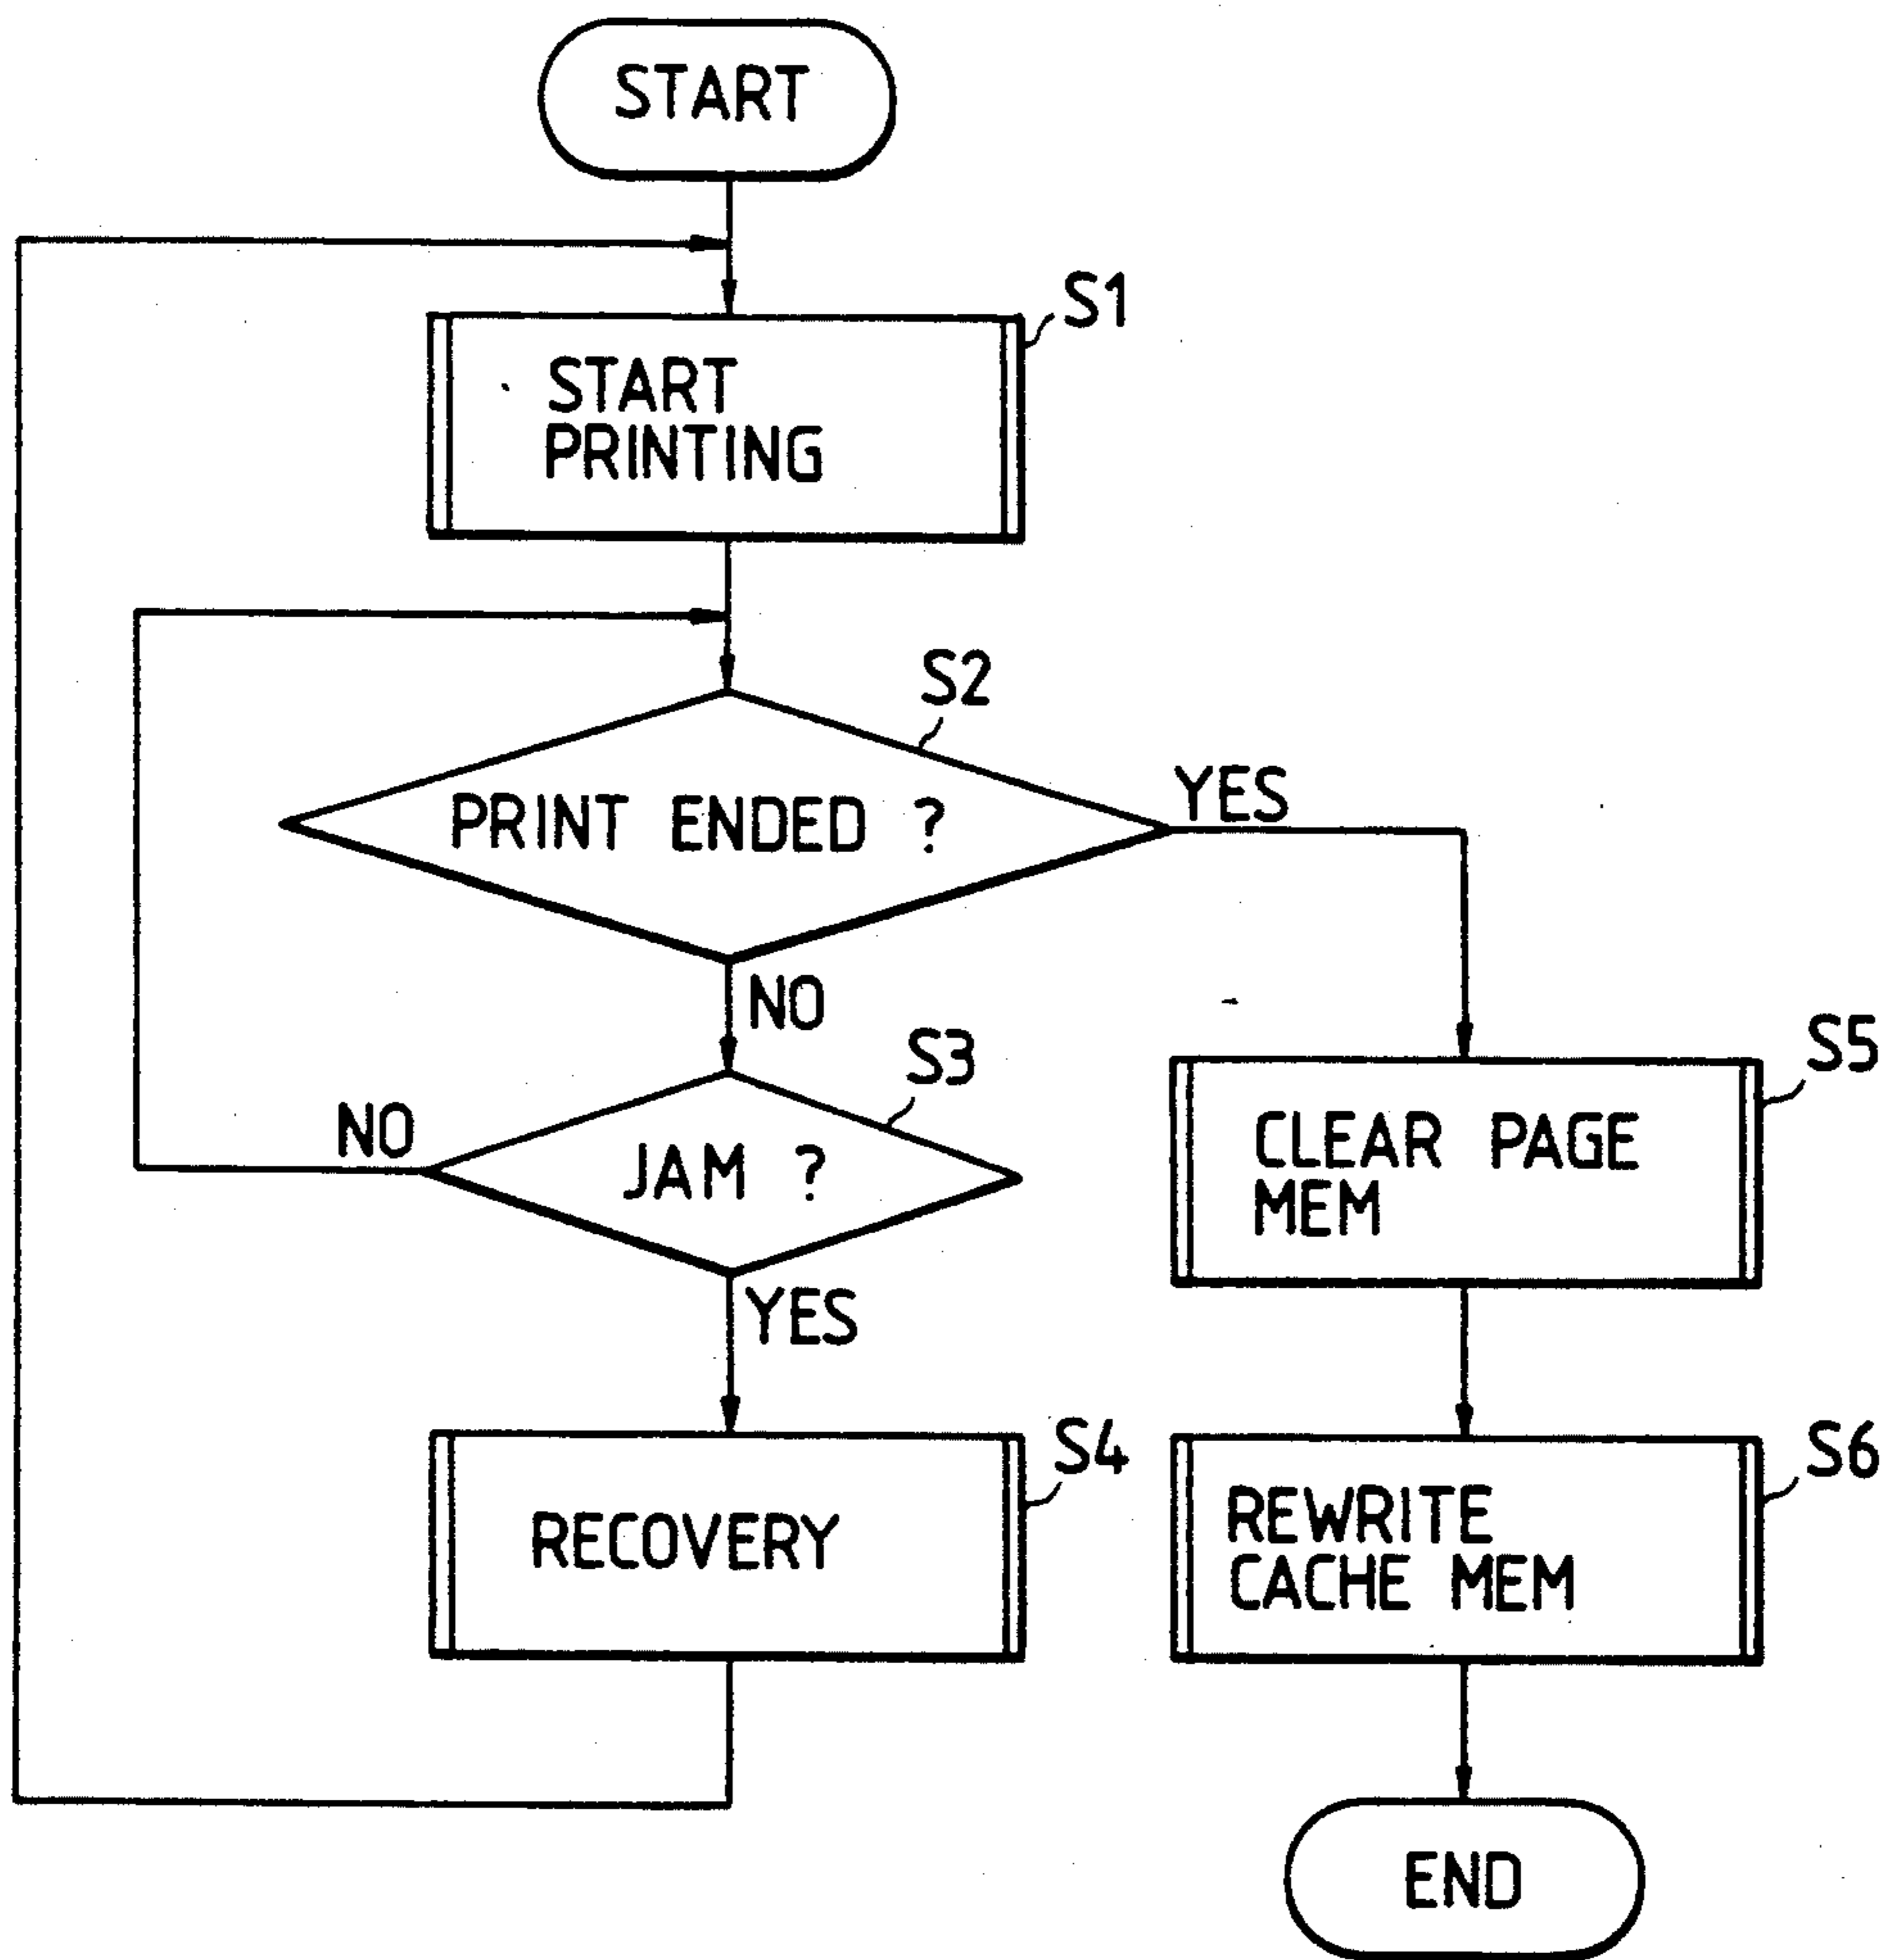 START
S1
START
PRINTING
S2
PRINT ENDED ?
YES
NO
S3
JAM ?
NO
YES
S4
RECOVERY
S5
CLEAR PAGE
MEM
S6
REWRITE
CACHE MEM
END